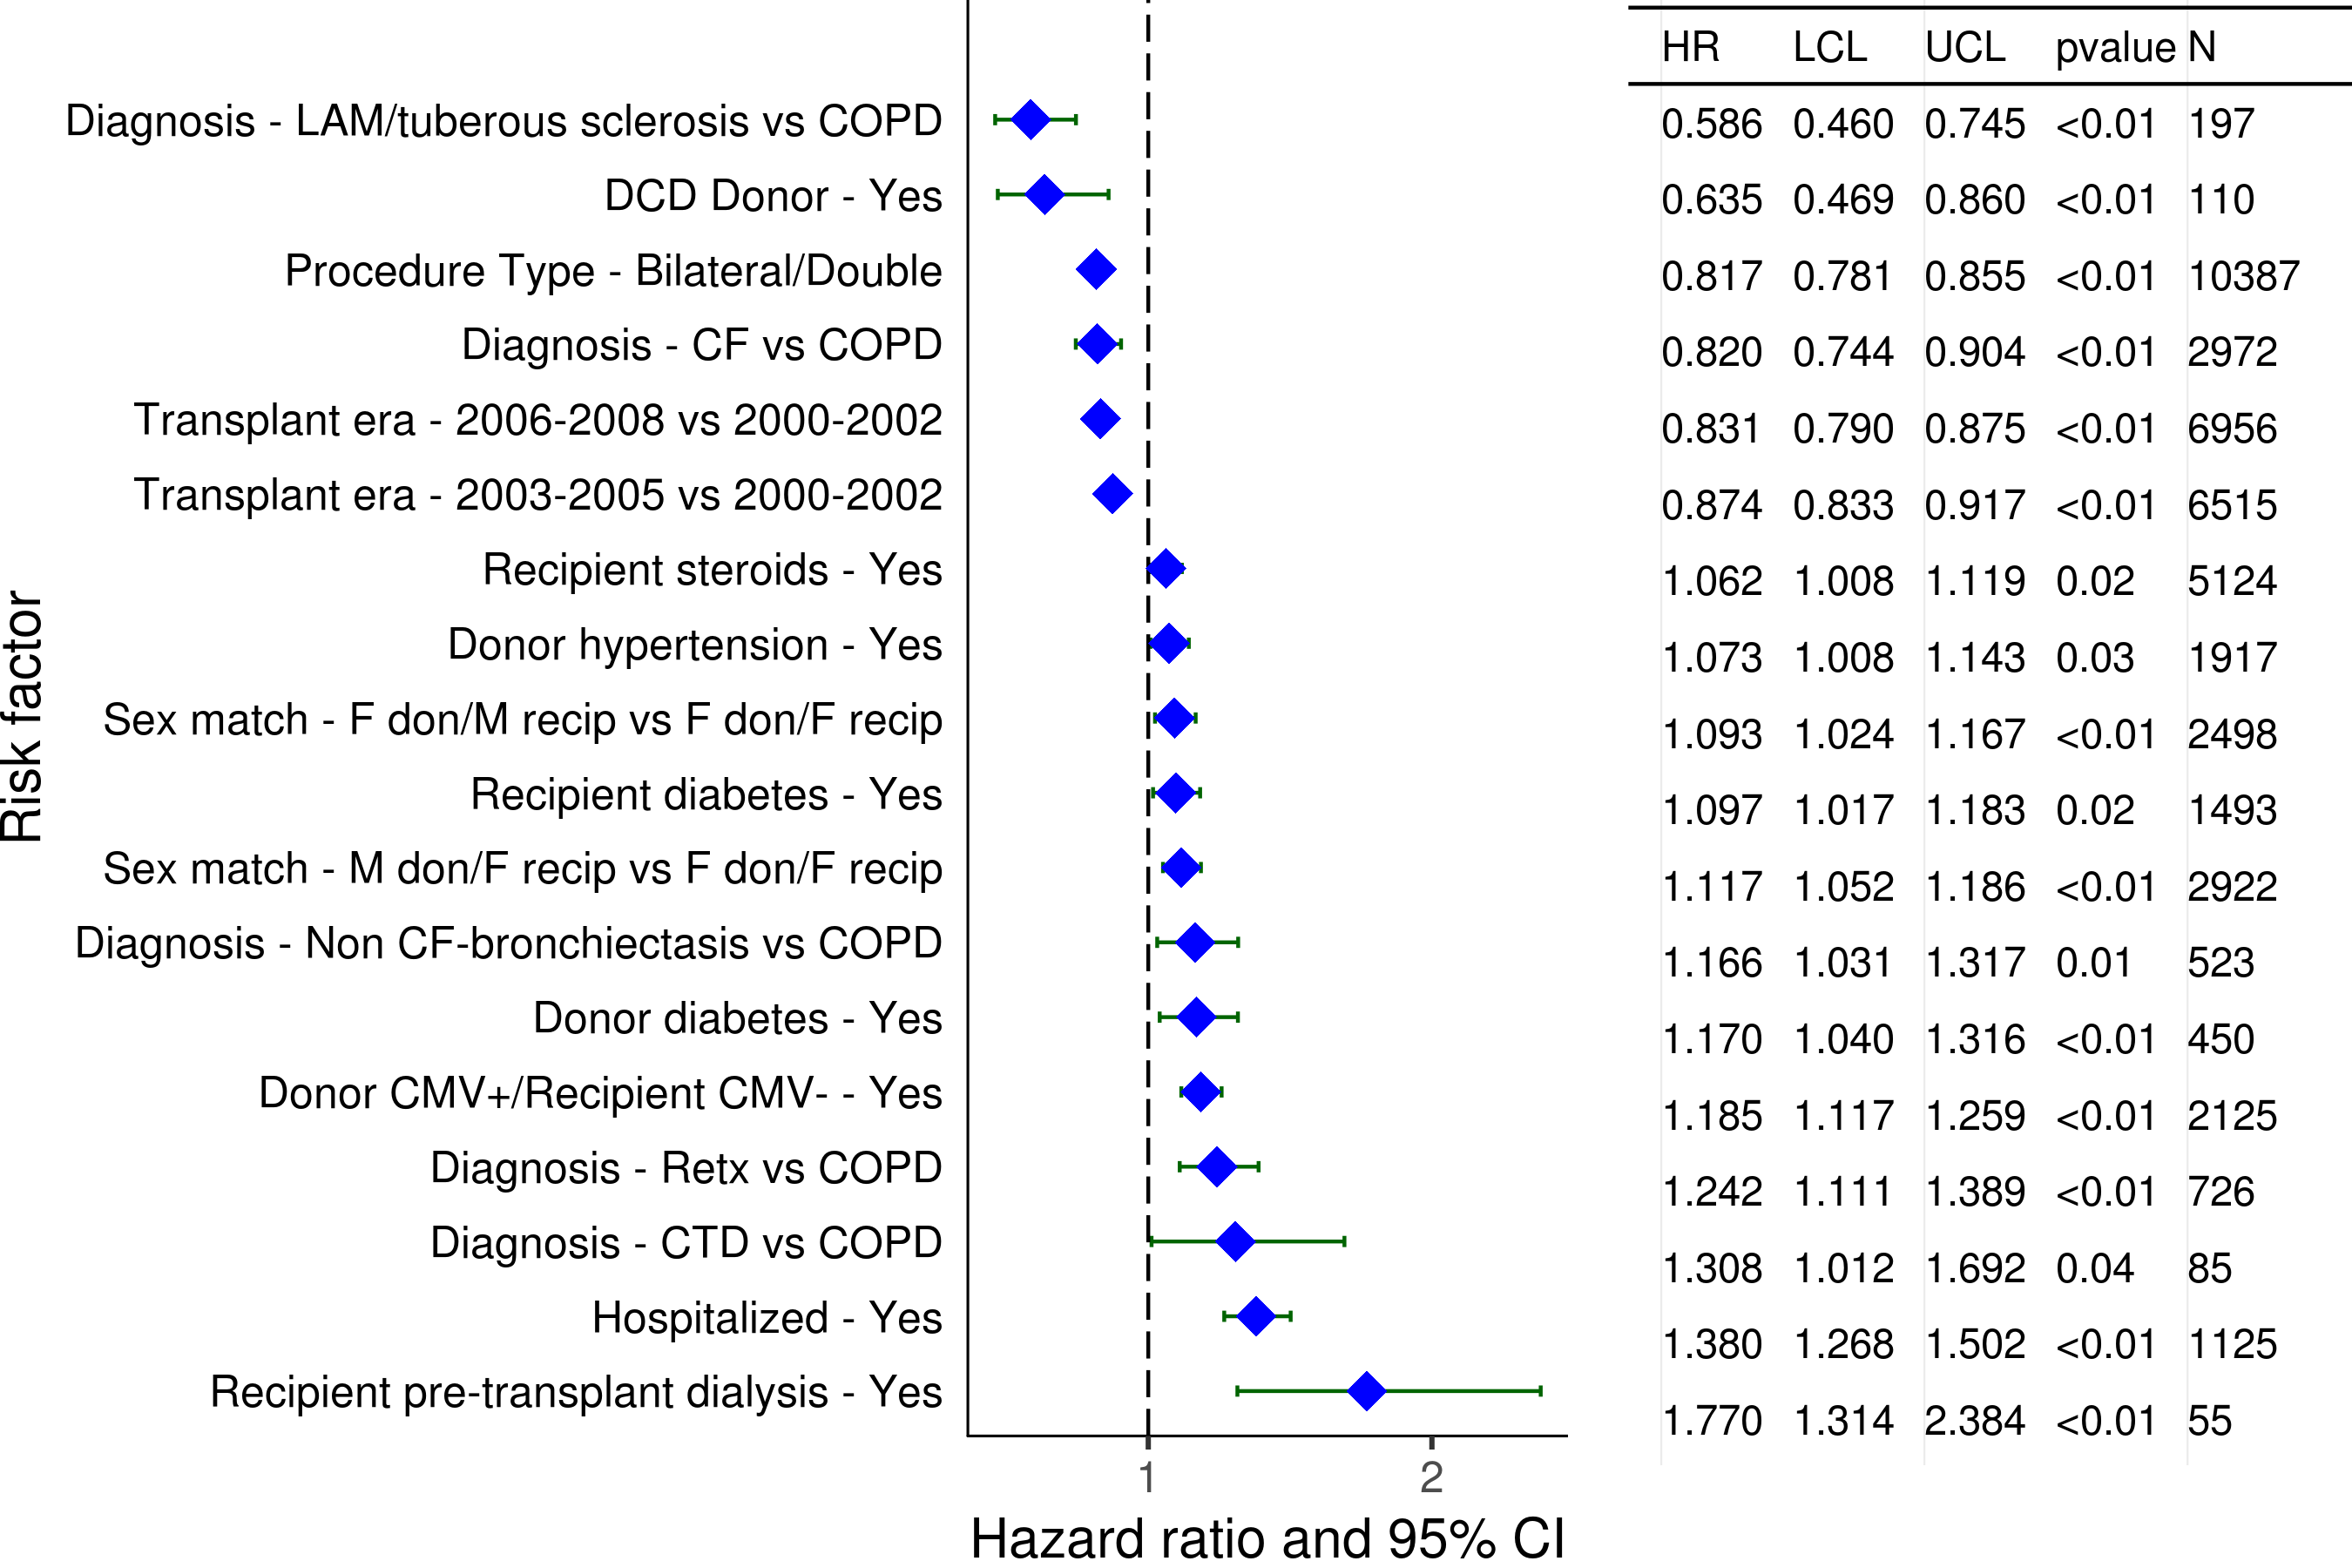 HR LCL UCL pvalue N
Diagnosis - LAM/tuberous sclerosis vs COPD 0.586 0.460 0.745 <0.01 197
DCD Donor - Yes 0.635 0.469 0.860 <0.01 110
Procedure Type - Bilateral/Double 0.817 0.781 0.855 <0.01 10387
Diagnosis - CF vs COPD 0.820 0.744 0.904 <0.01 2972
Transplant era - 2006-2008 vs 2000-2002 0.831 0.790 0.875 <0.01 6956
Transplant era - 2003-2005 vs 2000-2002 0.874 0.833 0.917 <0.01 6515
Recipient steroids - Yes 1.062 1.008 1.119 0.02 5124
Donor hypertension - Yes 1.073 1.008 1.143 0.03 1917
Sex match - F don/M recip vs F don/F recip 1.093 1.024 1.167 <0.01 2498
Recipient diabetes - Yes 1.097 1.017 1.183 0.02 1493
Sex match - M don/F recip vs F don/F recip 1.117 1.052 1.186 <0.01 2922
Diagnosis - Non CF-bronchiectasis vs COPD 1.166 1.031 1.317 0.01 523
Donor diabetes - Yes 1.170 1.040 1.316 <0.01 450
Donor CMV+/Recipient CMV- - Yes 1.185 1.117 1.259 <0.01 2125
Diagnosis - Retx vs COPD 1.242 1.111 1.389 <0.01 726
Diagnosis - CTD vs COPD 1.308 1.012 1.692 0.04 85
Hospitalized - Yes 1.380 1.268 1.502 <0.01 1125
Recipient pre-transplant dialysis - Yes 1.770 1.314 2.384 <0.01 55
Risk factor
1 2
Hazard ratio and 95% CI